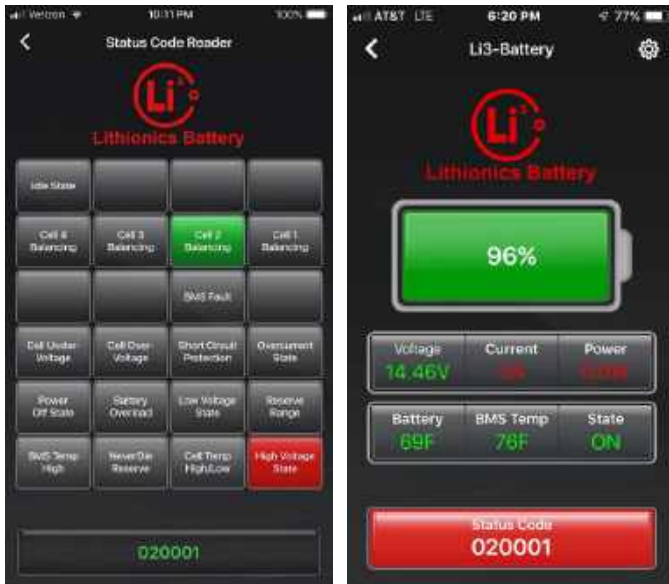 Verizon 10:11 PM 100%
Status Code Reader
Li3
Lithionics Battery
Idle State
Cell 4 Balancing Cell 3 Balancing Cell 2 Balancing Cell 1 Balancing
BMS Fault
Cell Under-Voltage Cell Over-Voltage Short Circuit Protection Overcurrent State
Power Off State Battery Overload Low Voltage State Reserve Range
BMS Temp High NeverDie Reserve Cell Temp High/Low High Voltage State
020001
AT&T LTE 6:20 PM 77%
Li3-Battery
Li3
Lithionics Battery
96%
Voltage Current Power
14.46V
Battery BMS Temp State
69F 76F ON
Status Code
020001